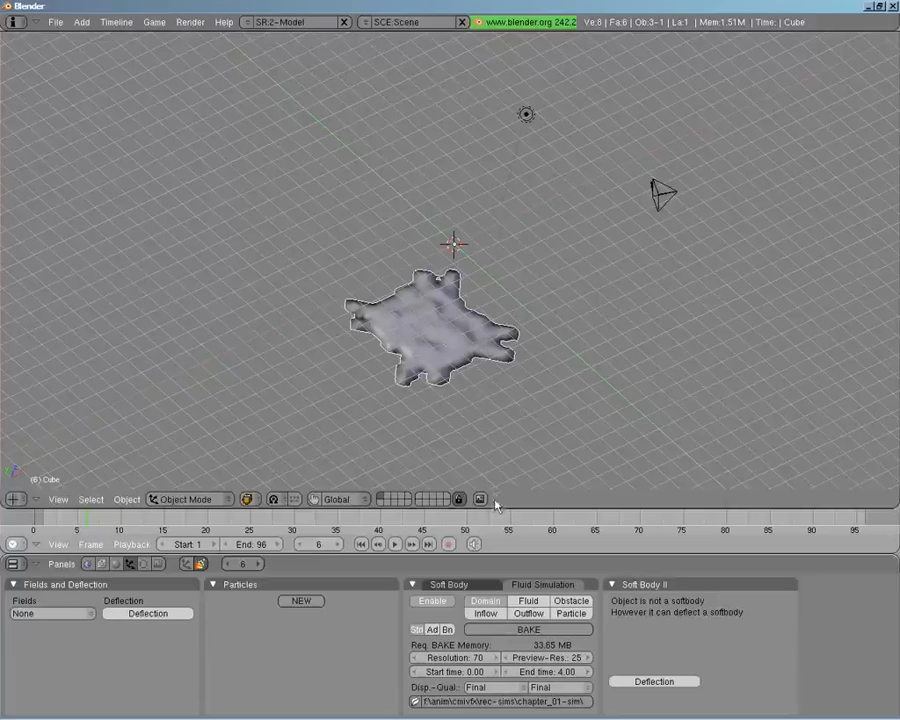 Blender
File Add Timeline Game Render Help SR:2-Model SCE:Scene www.blender.org 242.2 Ve:8 | Fa:6 | Ob:3-1 | La:1 | Mem:1.51M | Time: | Cube
(6) Cube
View Select Object Object Mode Global
0 5 10 15 20 25 30 35 40 45 50 55 60 65 70 75 80 85 90 95
View Frame Playback Start: 1 End: 96 6
Panels 6
Fields and Deflection Particles Soft Body Fluid Simulation Soft Body II
Fields Deflection NEW Enable Domain Fluid Obstacle Object is not a softbody
None Deflection Inflow Outflow Particle However it can deflect a softbody
Std Ad Bn BAKE
Req. BAKE Memory: 33.65 MB
Resolution: 70 Preview-Res.: 25
Start time: 0.00 End time: 4.00
Disp.-Qual.: Final Final Deflection
f:\anim\cmivfx\rec-sims\chapter_01-sim\